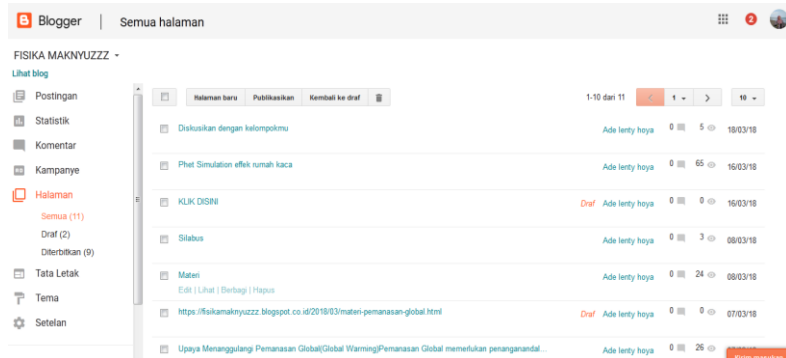 Blogger | Semua halaman 2
FISIKA MAKNYUZZZ
Lihat blog
Postingan
Statistik
Komentar
Kampanye
Halaman
Semua (11)
Draf (2)
Diterbitkan (9)
Tata Letak
Tema
Setelan
Halaman baru Publikasikan Kembali ke draf 1-10 dari 11 1 10
Diskusikan dengan kelompokmu Ade lenty hoya 0 5 18/03/18
Phet Simulation effek rumah kaca Ade lenty hoya 0 65 16/03/18
KLIK DISINI Draf Ade lenty hoya 0 0 16/03/18
Silabus Ade lenty hoya 0 3 08/03/18
Materi Ade lenty hoya 0 24 08/03/18
Edit | Lihat | Berbagi | Hapus
https://fisikamaknyuzzz.blogspot.co.id/2018/03/materi-pemanasan-global.html Draf Ade lenty hoya 0 0 07/03/18
Upaya Menanggulangi Pemanasan Global(Global Warming)Pemanasan Global memerlukan penanganandal... Ade lenty hoya 0 26